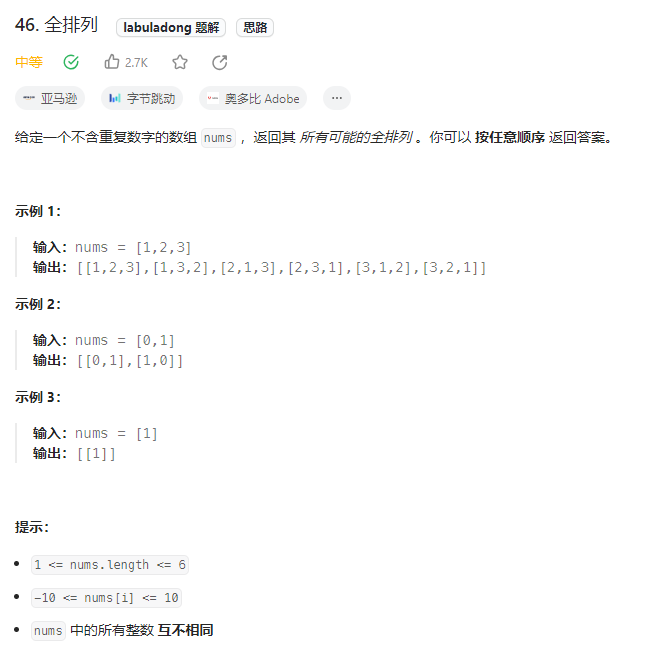 46. 全排列 labuladong 题解 思路
中等 2.7K
亚马逊 字节跳动 奥多比 Adobe ···
给定一个不含重复数字的数组 nums ，返回其 所有可能的全排列 。你可以 按任意顺序 返回答案。
示例 1：
输入：nums = [1,2,3]
输出：[[1,2,3],[1,3,2],[2,1,3],[2,3,1],[3,1,2],[3,2,1]]
示例 2：
输入：nums = [0,1]
输出：[[0,1],[1,0]]
示例 3：
输入：nums = [1]
输出：[[1]]
提示：
1 <= nums.length <= 6
-10 <= nums[i] <= 10
nums 中的所有整数 互不相同